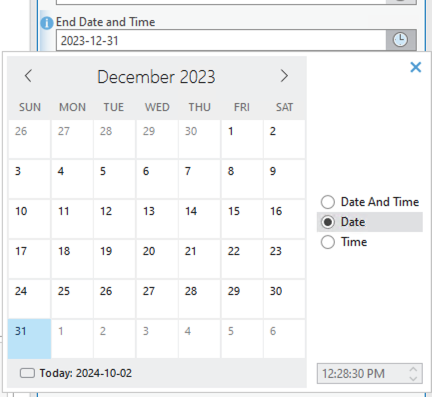 End Date and Time
2023-12-31
December 2023
SUN MON TUE WED THU FRI SAT
26 27 28 29 30 1 2
3 4 5 6 7 8 9
10 11 12 13 14 15 16
17 18 19 20 21 22 23
24 25 26 27 28 29 30
31 1 2 3 4 5 6
Today: 2024-10-02
Date And Time
Date
Time
12:28:30 PM